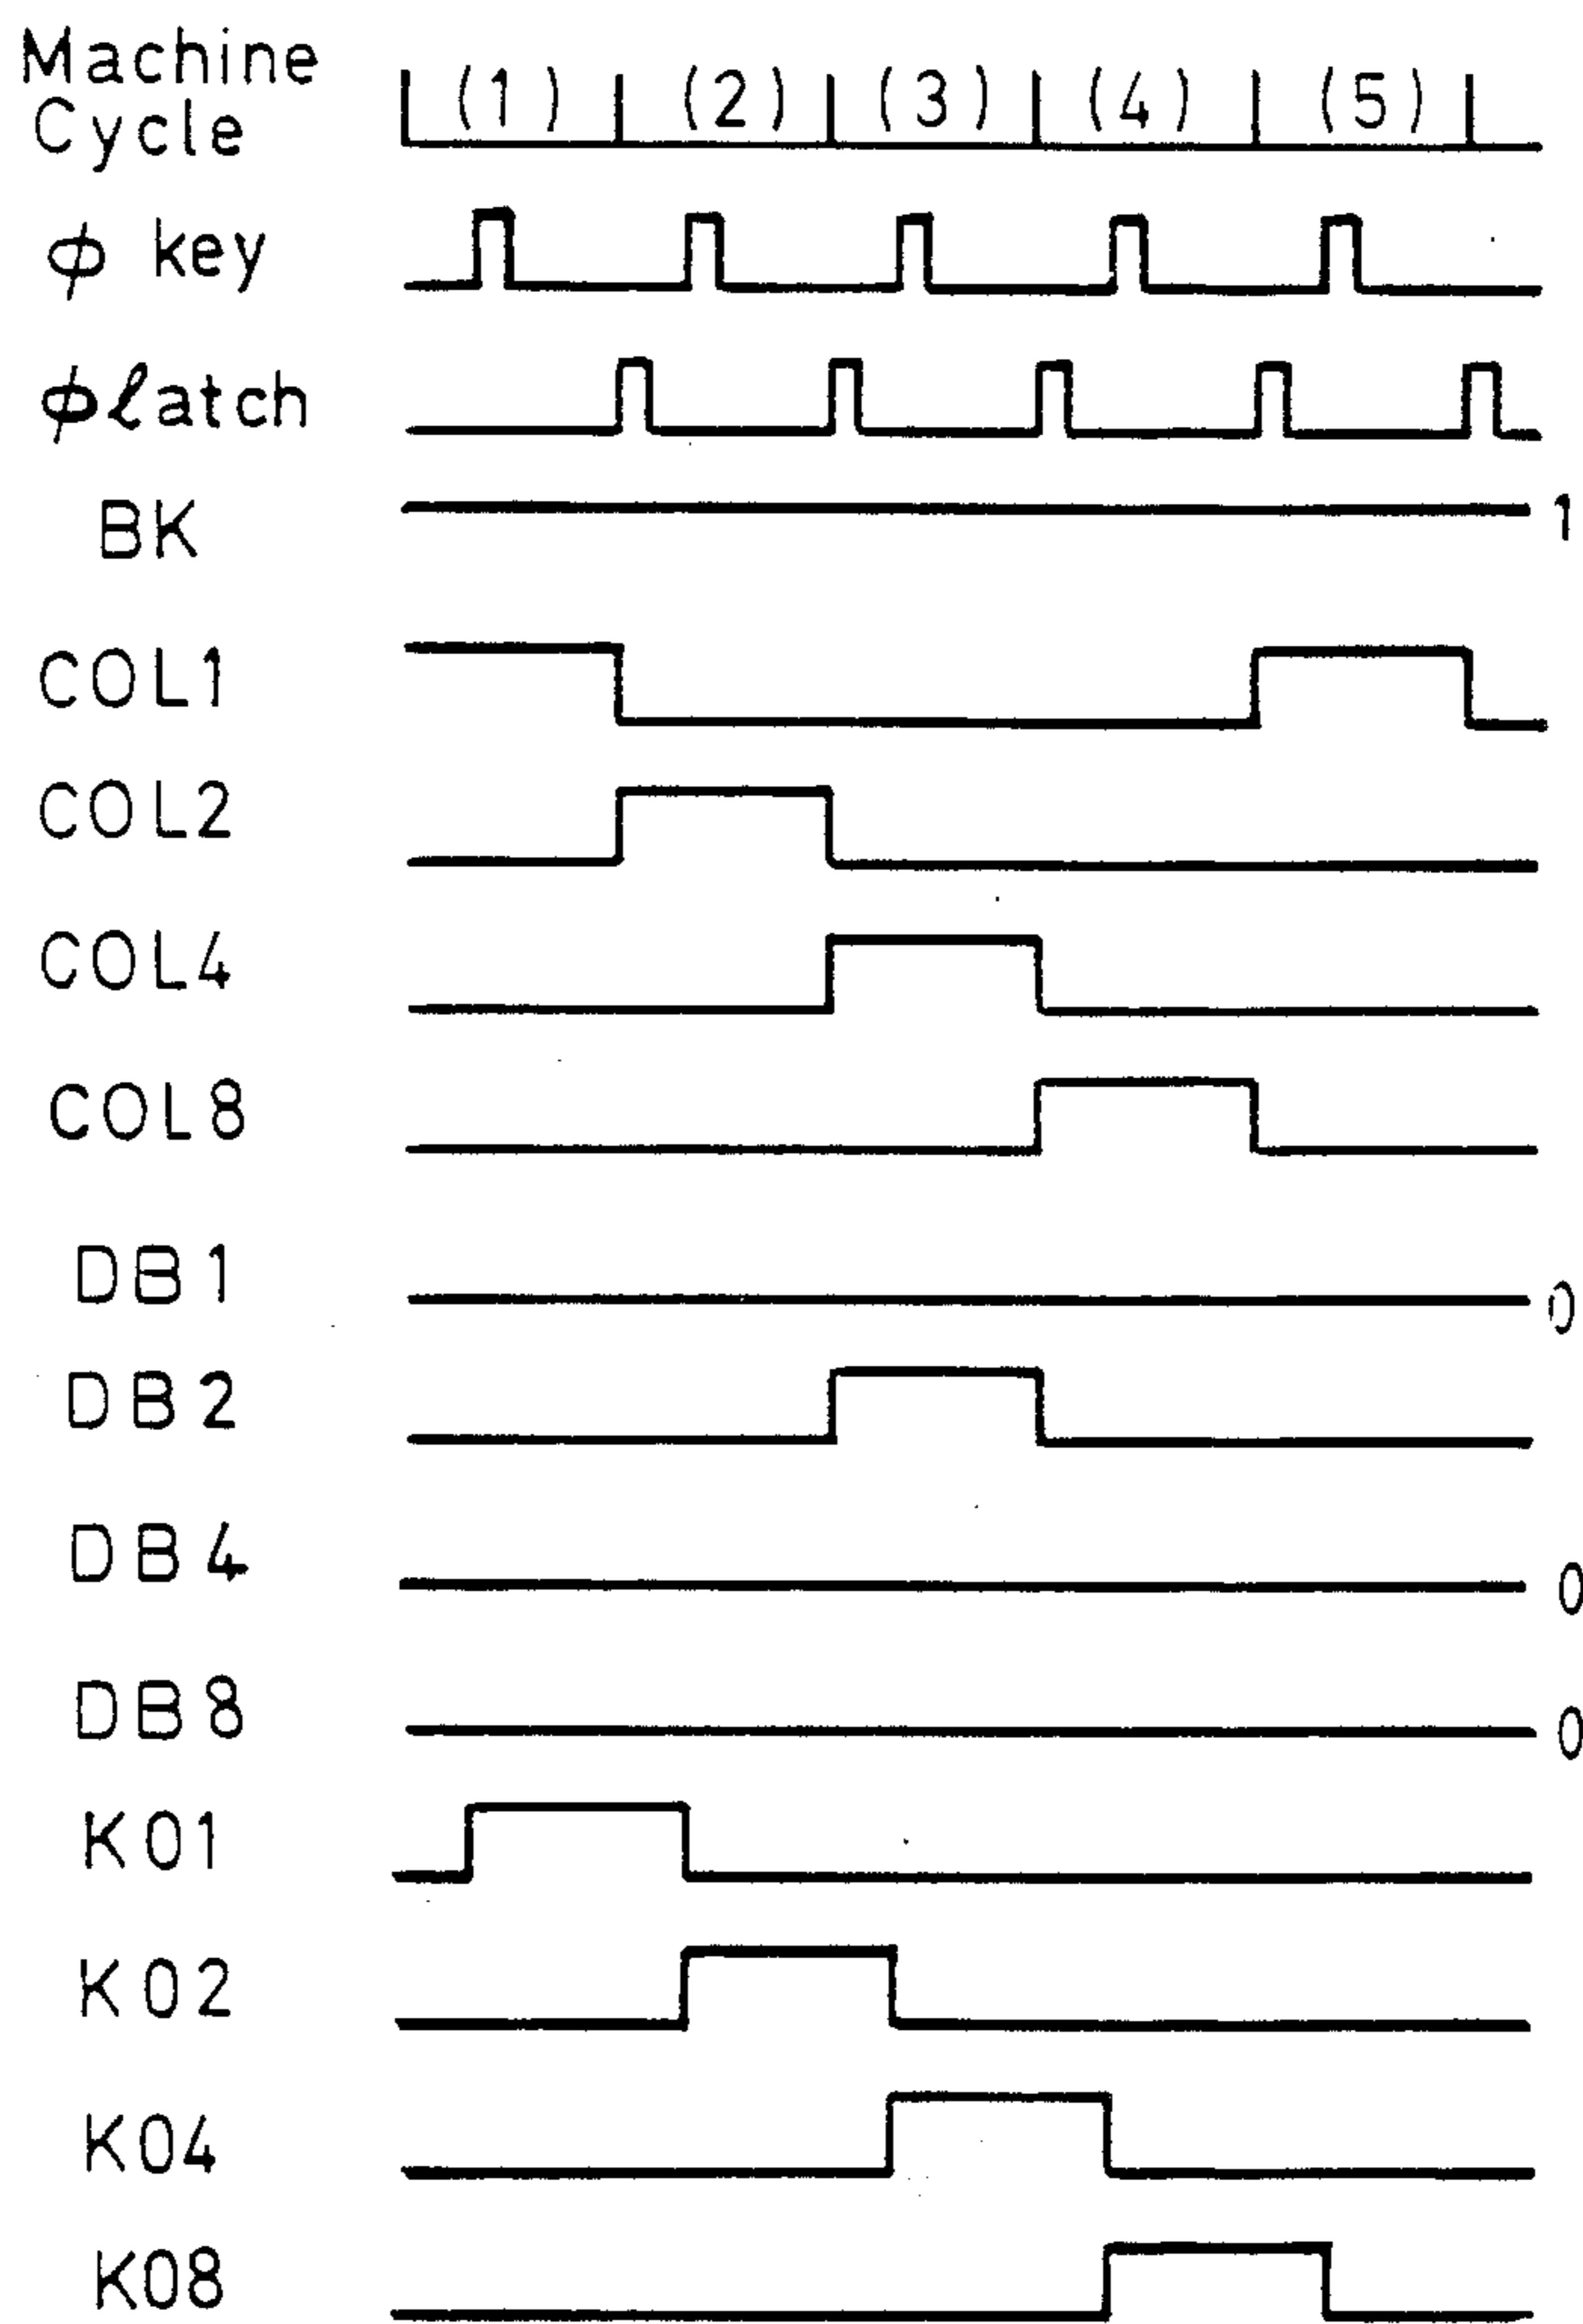 Machine
Cycle (1) (2) (3) (4) (5)
ϕ key
ϕ ℓatch
BK 1
COL1
COL2
COL4
COL8
DB1 0
DB2
DB4 0
DB8 0
K01
K02
K04
K08